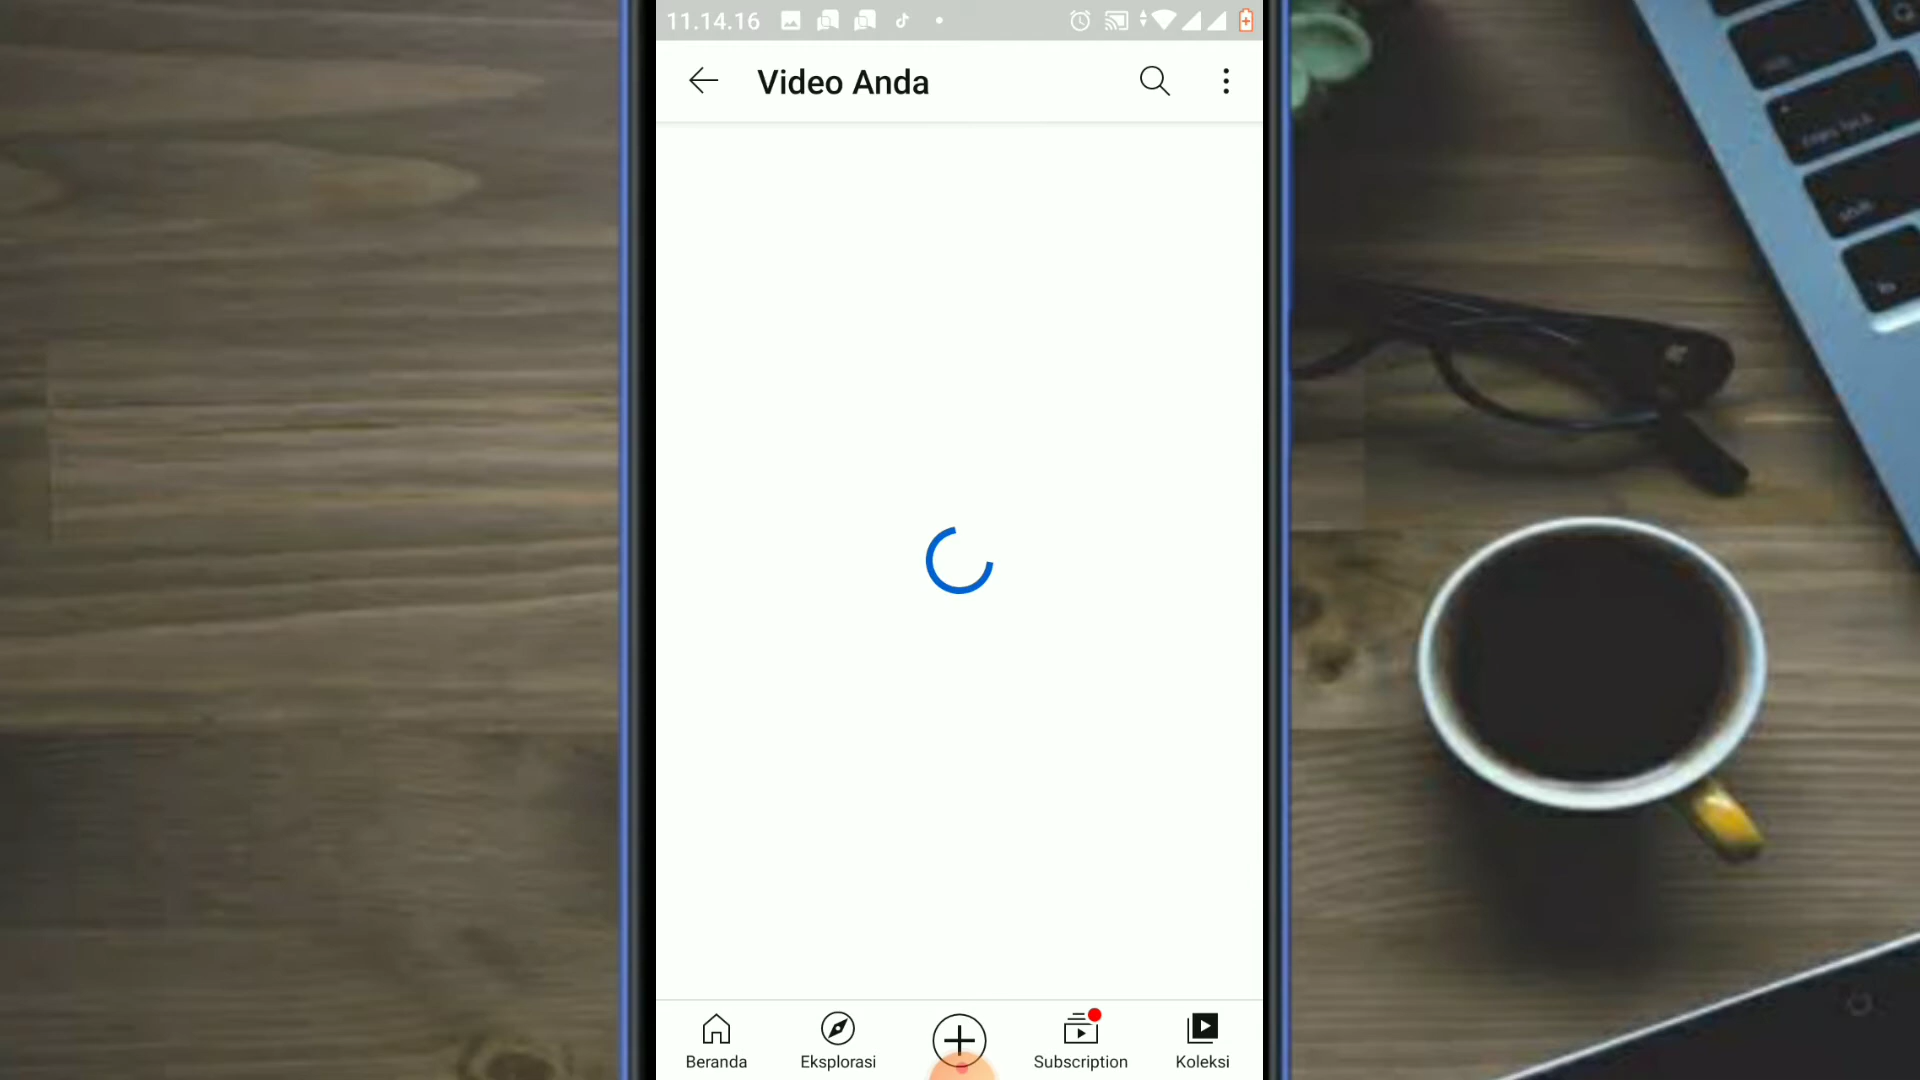 11.14.16
Video Anda
Beranda
Eksplorasi
Subscription
Koleksi